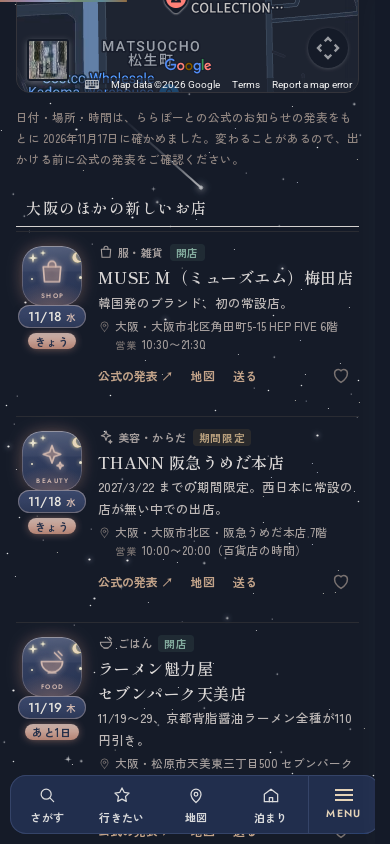 COLLECTION…
MATSUOCHO
松生町
Google
Map data ©2026 Google Terms Report a map error
日付・場所・時間は、ららぽーとの公式のお知らせの発表をも
とに 2026年11月17日に確かめました。変わることがあるので、出
かける前に公式の発表をご確認ください。
大阪のほかの新しいお店
SHOP
11/18 水
きょう
服・雑貨 開店
MUSE M（ミューズエム）梅田店
韓国発のブランド、初の常設店。
大阪・大阪市北区角田町5-15 HEP FIVE 6階
営業 10:30〜21:30
公式の発表↗ 地図 送る
BEAUTY
11/18 水
きょう
美容・からだ 期間限定
THANN 阪急うめだ本店
2027/3/22 までの期間限定。西日本に常設の
店が無い中での出店。
大阪・大阪市北区・阪急うめだ本店 7階
営業 10:00〜20:00（百貨店の時間）
公式の発表↗ 地図 送る
FOOD
11/19 木
あと1日
ごはん 開店
ラーメン魁力屋
セブンパーク天美店
11/19〜29、京都背脂醤油ラーメン全種が110
円引き。
大阪・松原市天美東三丁目500 セブンパーク
さがす 行きたい 地図 泊まり MENU